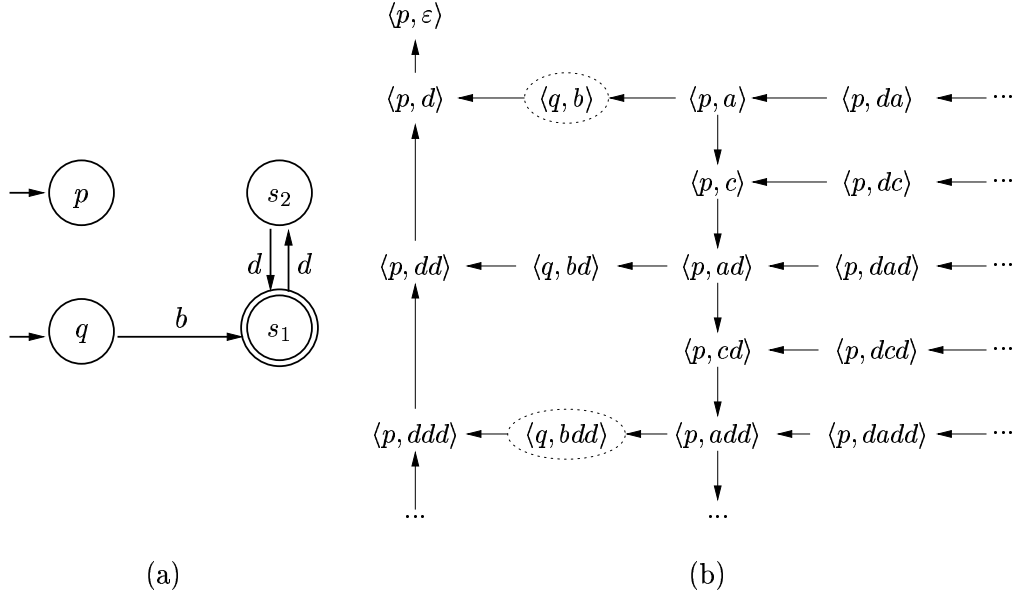 ⟨p, ε⟩
⟨p, d⟩ ⟨q, b⟩ ⟨p, a⟩ ⟨p, da⟩ ...
p s₂ ⟨p, c⟩ ⟨p, dc⟩ ...
d d ⟨p, dd⟩ ⟨q, bd⟩ ⟨p, ad⟩ ⟨p, dad⟩ ...
q b s₁ ⟨p, cd⟩ ⟨p, dcd⟩ ...
⟨p, ddd⟩ ⟨q, bdd⟩ ⟨p, add⟩ ⟨p, dadd⟩ ...
... ...
(a) (b)